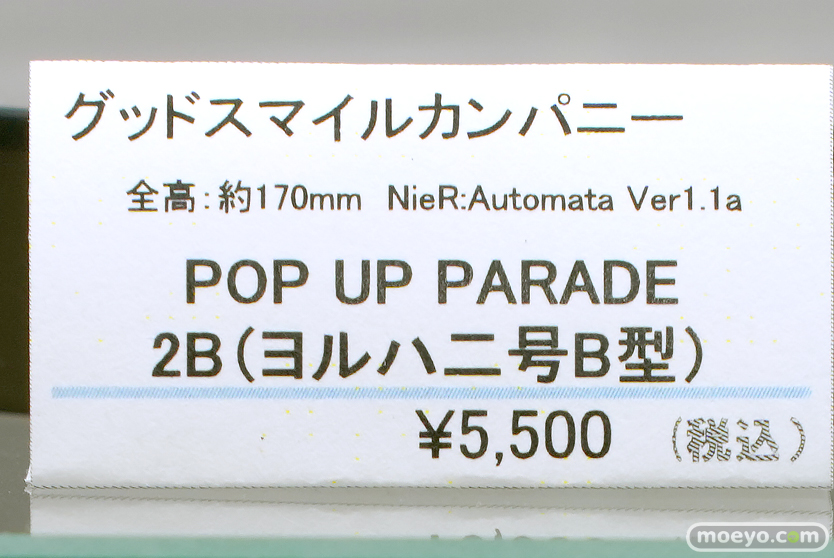 グッドスマイルカンパニー
全高：約170mm NieR:Automata Ver1.1a
POP UP PARADE
2B（ヨルハ二号B型）
¥5,500 （税込）
moeyo.com